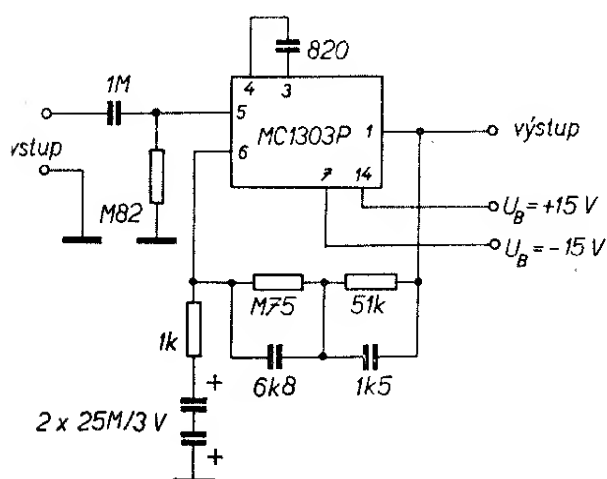 820
4 3
1M
5
MC1303P
1
výstup
vstup
6
7 14
M82
U_B = +15 V
U_B = -15 V
M75
51k
1k
+
6k8
1k5
2 x 25M/3 V
+